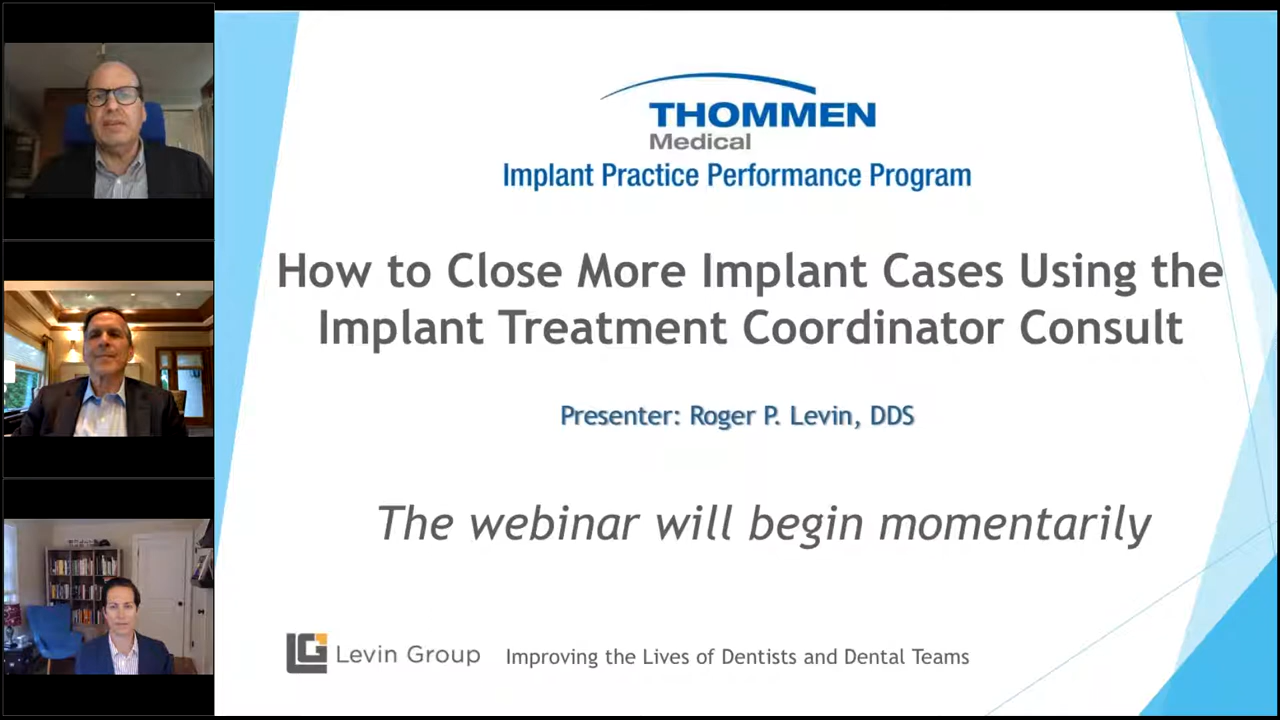 THOMMEN
Medical
Implant Practice Performance Program
How to Close More Implant Cases Using the
Implant Treatment Coordinator Consult
Presenter: Roger P. Levin, DDS
The webinar will begin momentarily
LG Levin Group Improving the Lives of Dentists and Dental Teams